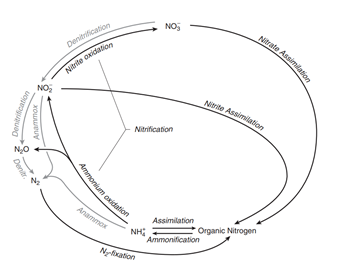 Denitrification
NO₃⁻
Nitrite oxidation
Nitrate Assimilation
NO₂⁻
Denitrification
Anammox
Nitrite Assimilation
Nitrification
N₂O
Denitr.
N₂
Ammonium oxidation
Anammox
Assimilation
NH₄⁺
Organic Nitrogen
Ammonification
N₂-fixation